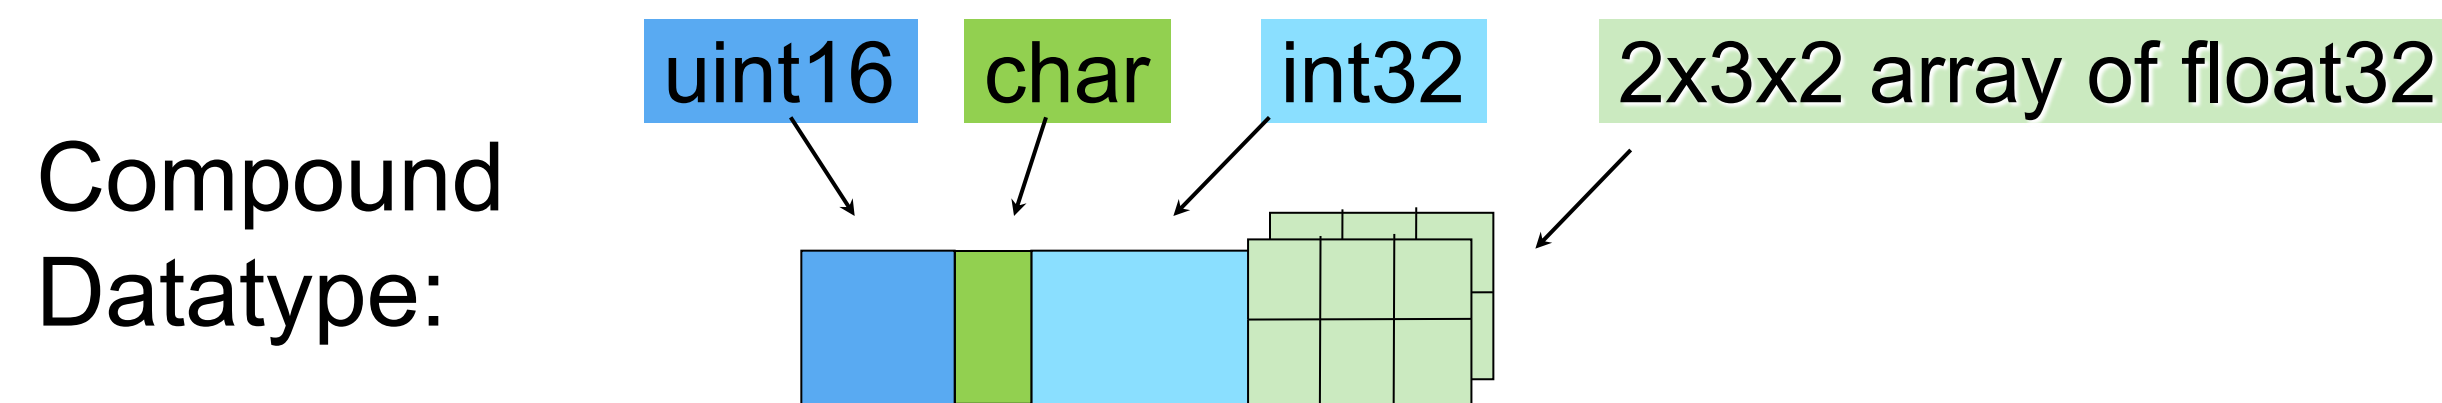 uint16 char int32 2x3x2 array of float32
Compound
Datatype: